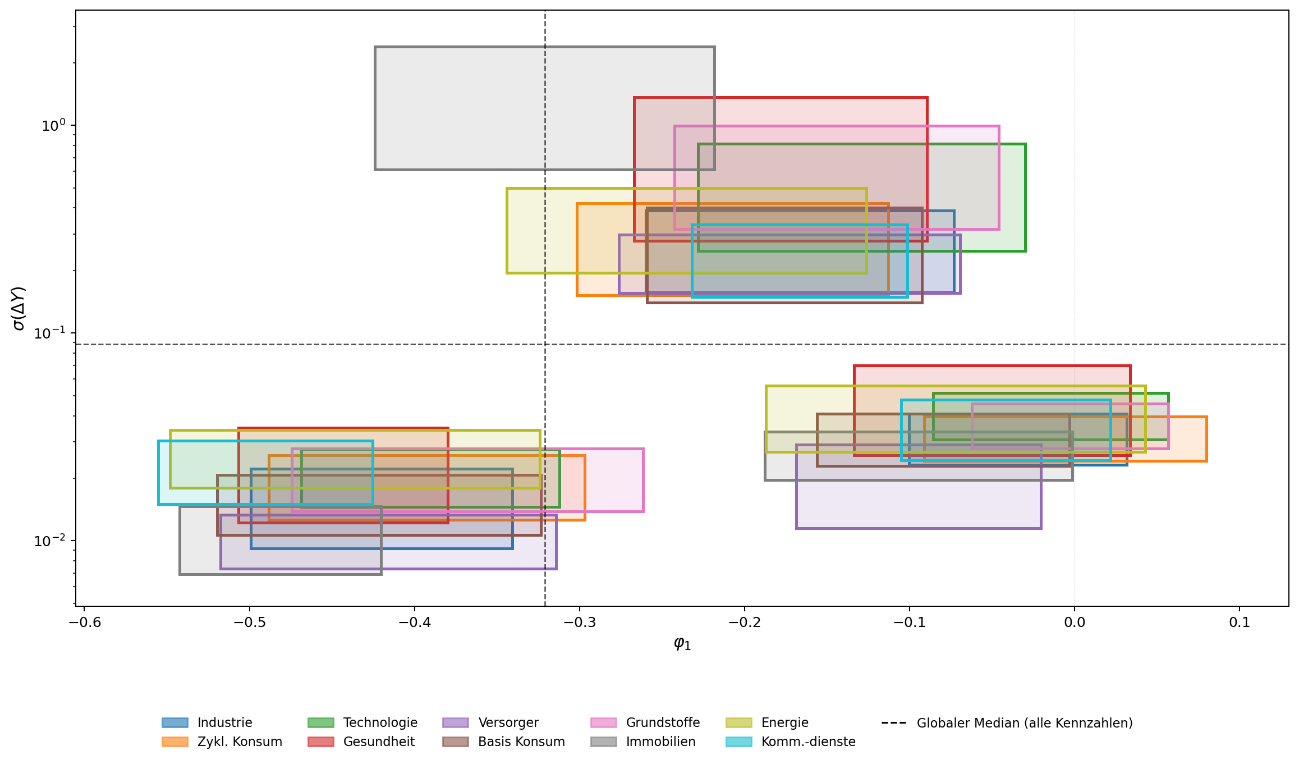 10⁰
10⁻¹
10⁻²
σ(ΔY)
−0.6 −0.5 −0.4 −0.3 −0.2 −0.1 0.0 0.1
φ₁
Industrie Technologie Versorger Grundstoffe Energie Globaler Median (alle Kennzahlen)
Zykl. Konsum Gesundheit Basis Konsum Immobilien Komm.-dienste